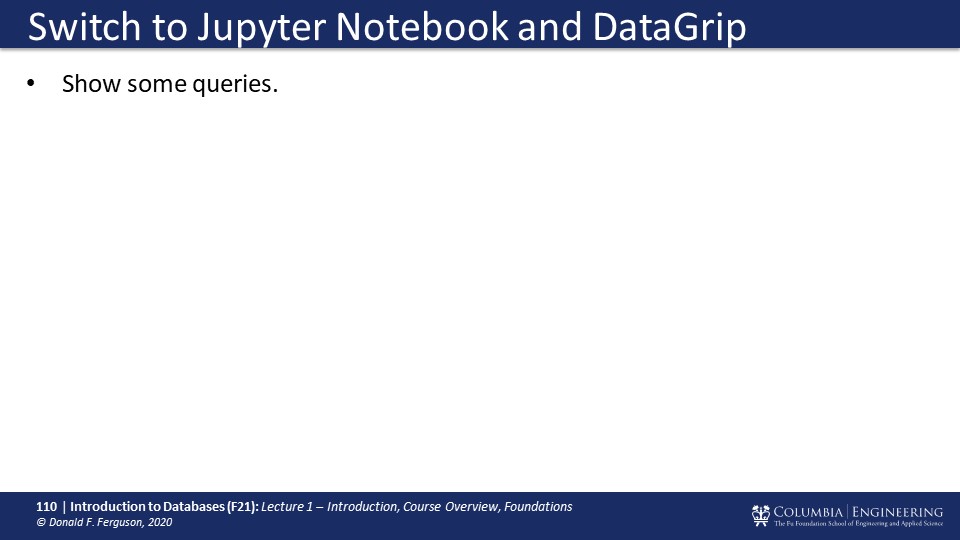 Switch to Jupyter Notebook and DataGrip
• Show some queries.
110 | Introduction to Databases (F21): Lecture 1 – Introduction, Course Overview, Foundations
© Donald F. Ferguson, 2020
COLUMBIA | ENGINEERING
The Fu Foundation School of Engineering and Applied Science